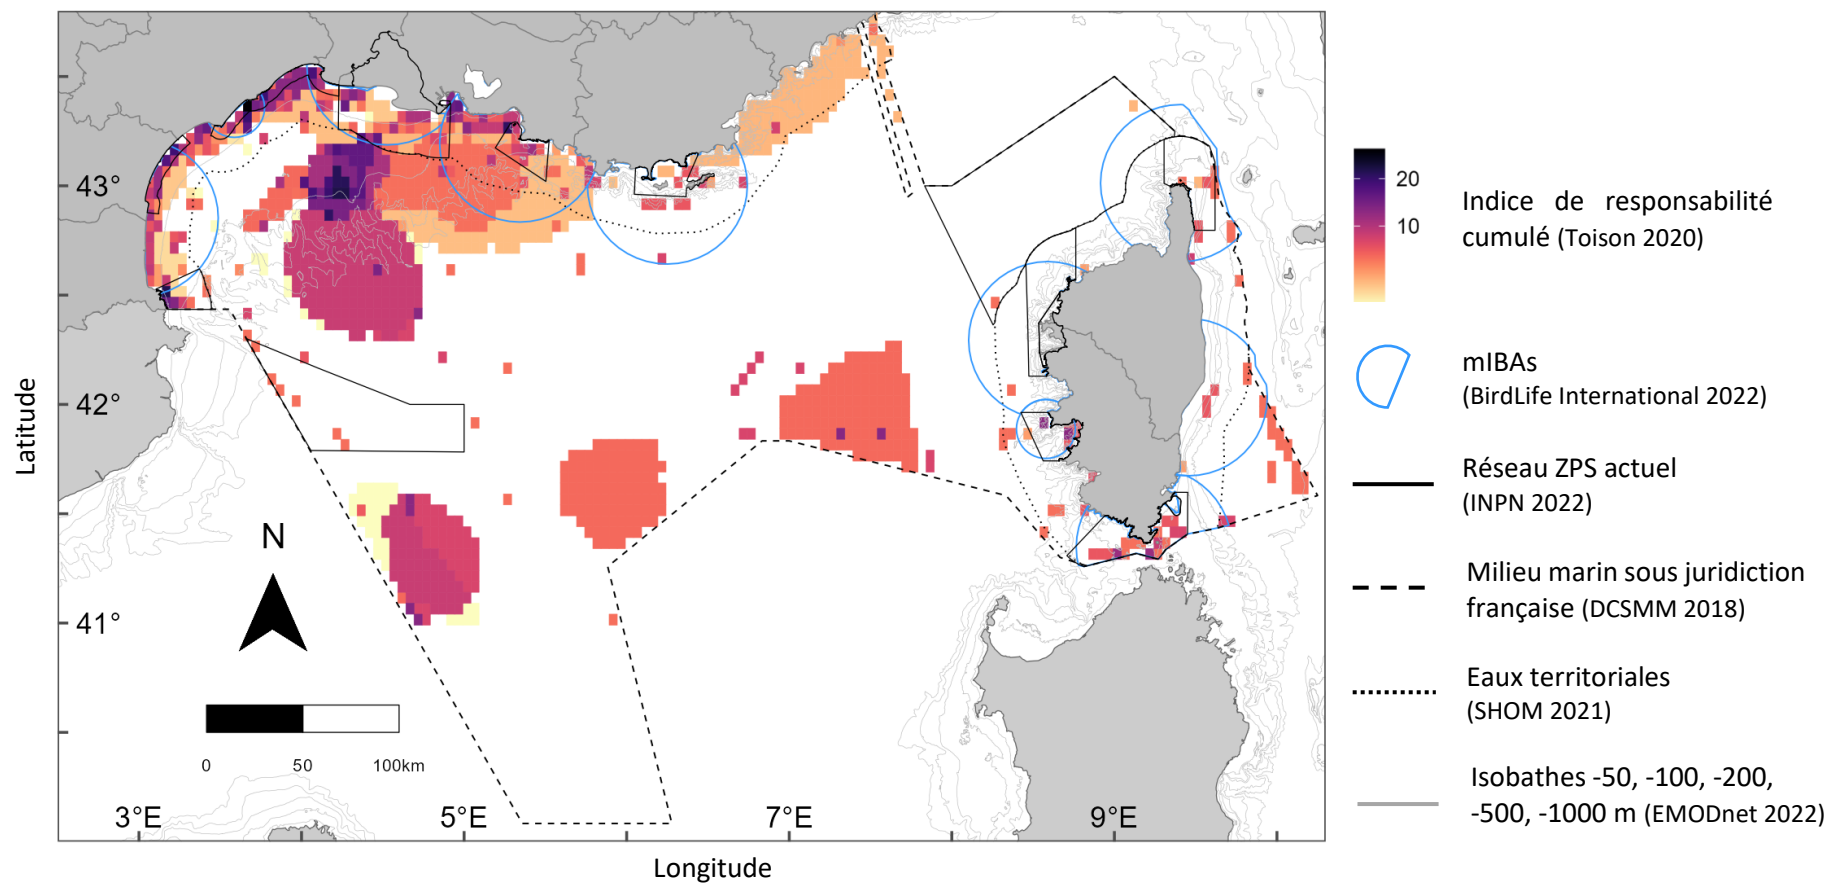 43°
42°
41°
Latitude
N
0 50 100km
3°E 5°E 7°E 9°E
Longitude
20
10
Indice de responsabilité
cumulé (Toison 2020)
mIBAs
(BirdLife International 2022)
Réseau ZPS actuel
(INPN 2022)
Milieu marin sous juridiction
française (DCSMM 2018)
Eaux territoriales
(SHOM 2021)
Isobathes -50, -100, -200,
-500, -1000 m (EMODnet 2022)